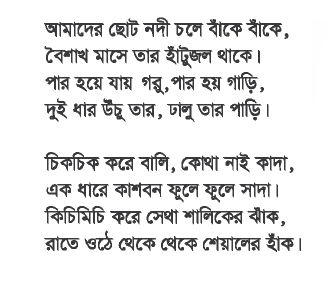 আমাদের ছোট নদী চলে বাঁকে বাঁকে,
বৈশাখ মাসে তার হাঁটুজল থাকে।
পার হয়ে যায় গরু,পার হয় গাড়ি,
দুই ধার উঁচু তার, ঢালু তার পাড়ি।
চিকচিক করে বালি, কোথা নাই কাদা,
এক ধারে কাশবন ফুলে ফুলে সাদা।
কিচিমিচি করে সেথা শালিকের ঝাঁক,
রাতে ওঠে থেকে থেকে শেয়ালের হাঁক।